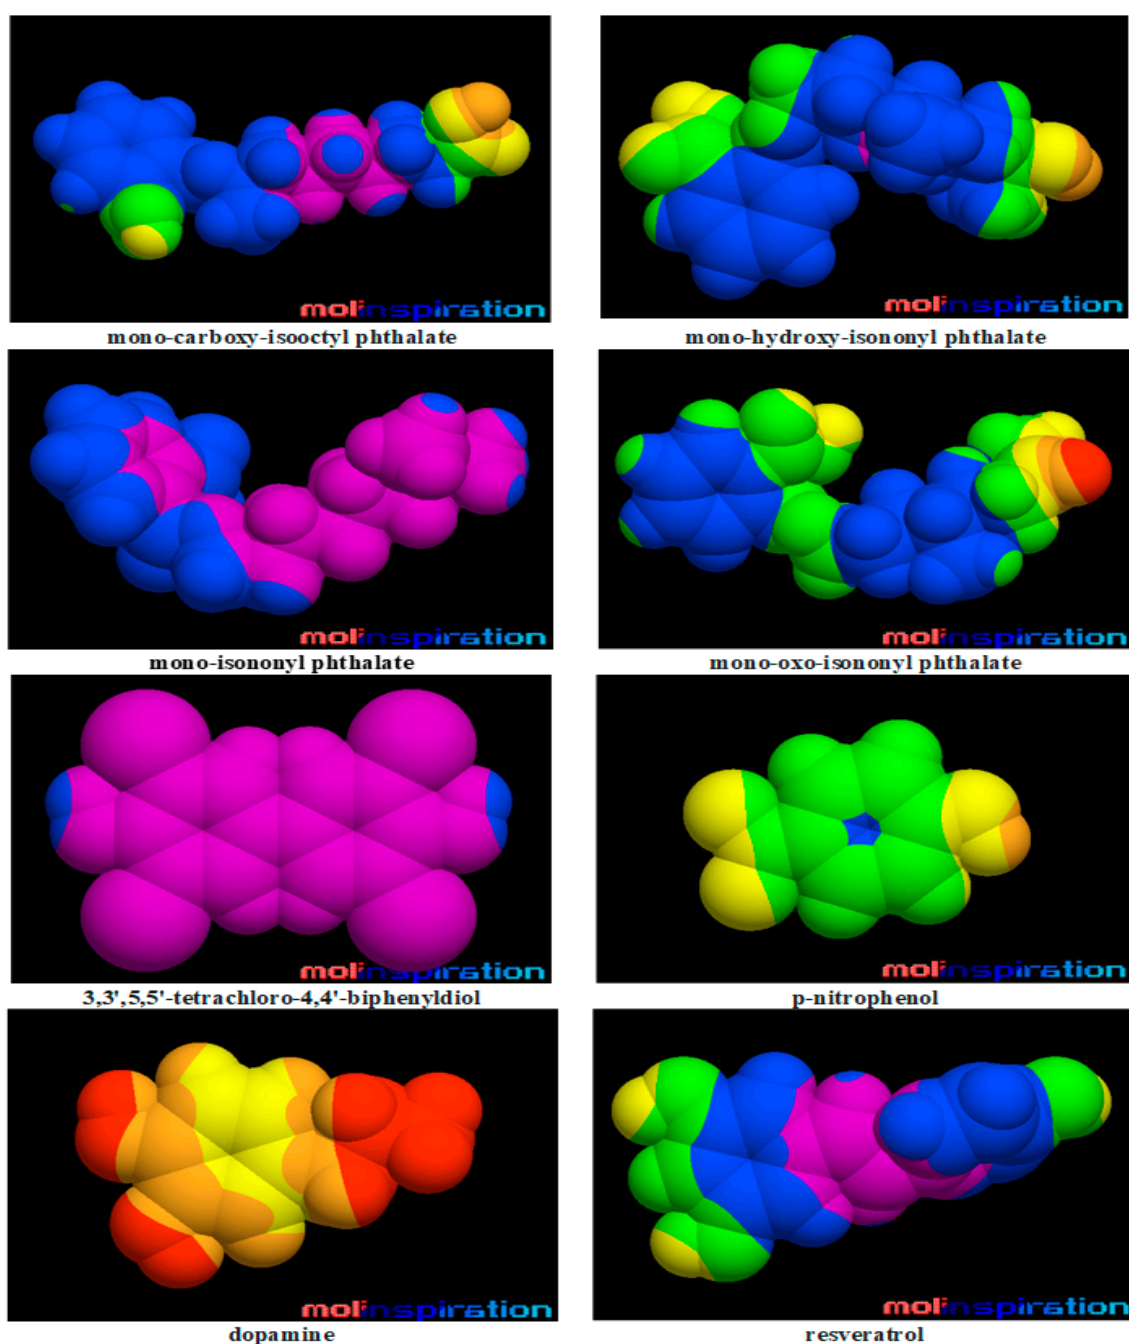 molinspiration
molinspiration
mono-carboxy-isooctyl phthalate
mono-hydroxy-isononyl phthalate
molinspiration
molinspiration
mono-isononyl phthalate
mono-oxo-isononyl phthalate
molinspiration
molinspiration
3,3',5,5'-tetrachloro-4,4'-biphenyldiol
p-nitrophenol
molinspiration
molinspiration
dopamine
resveratrol